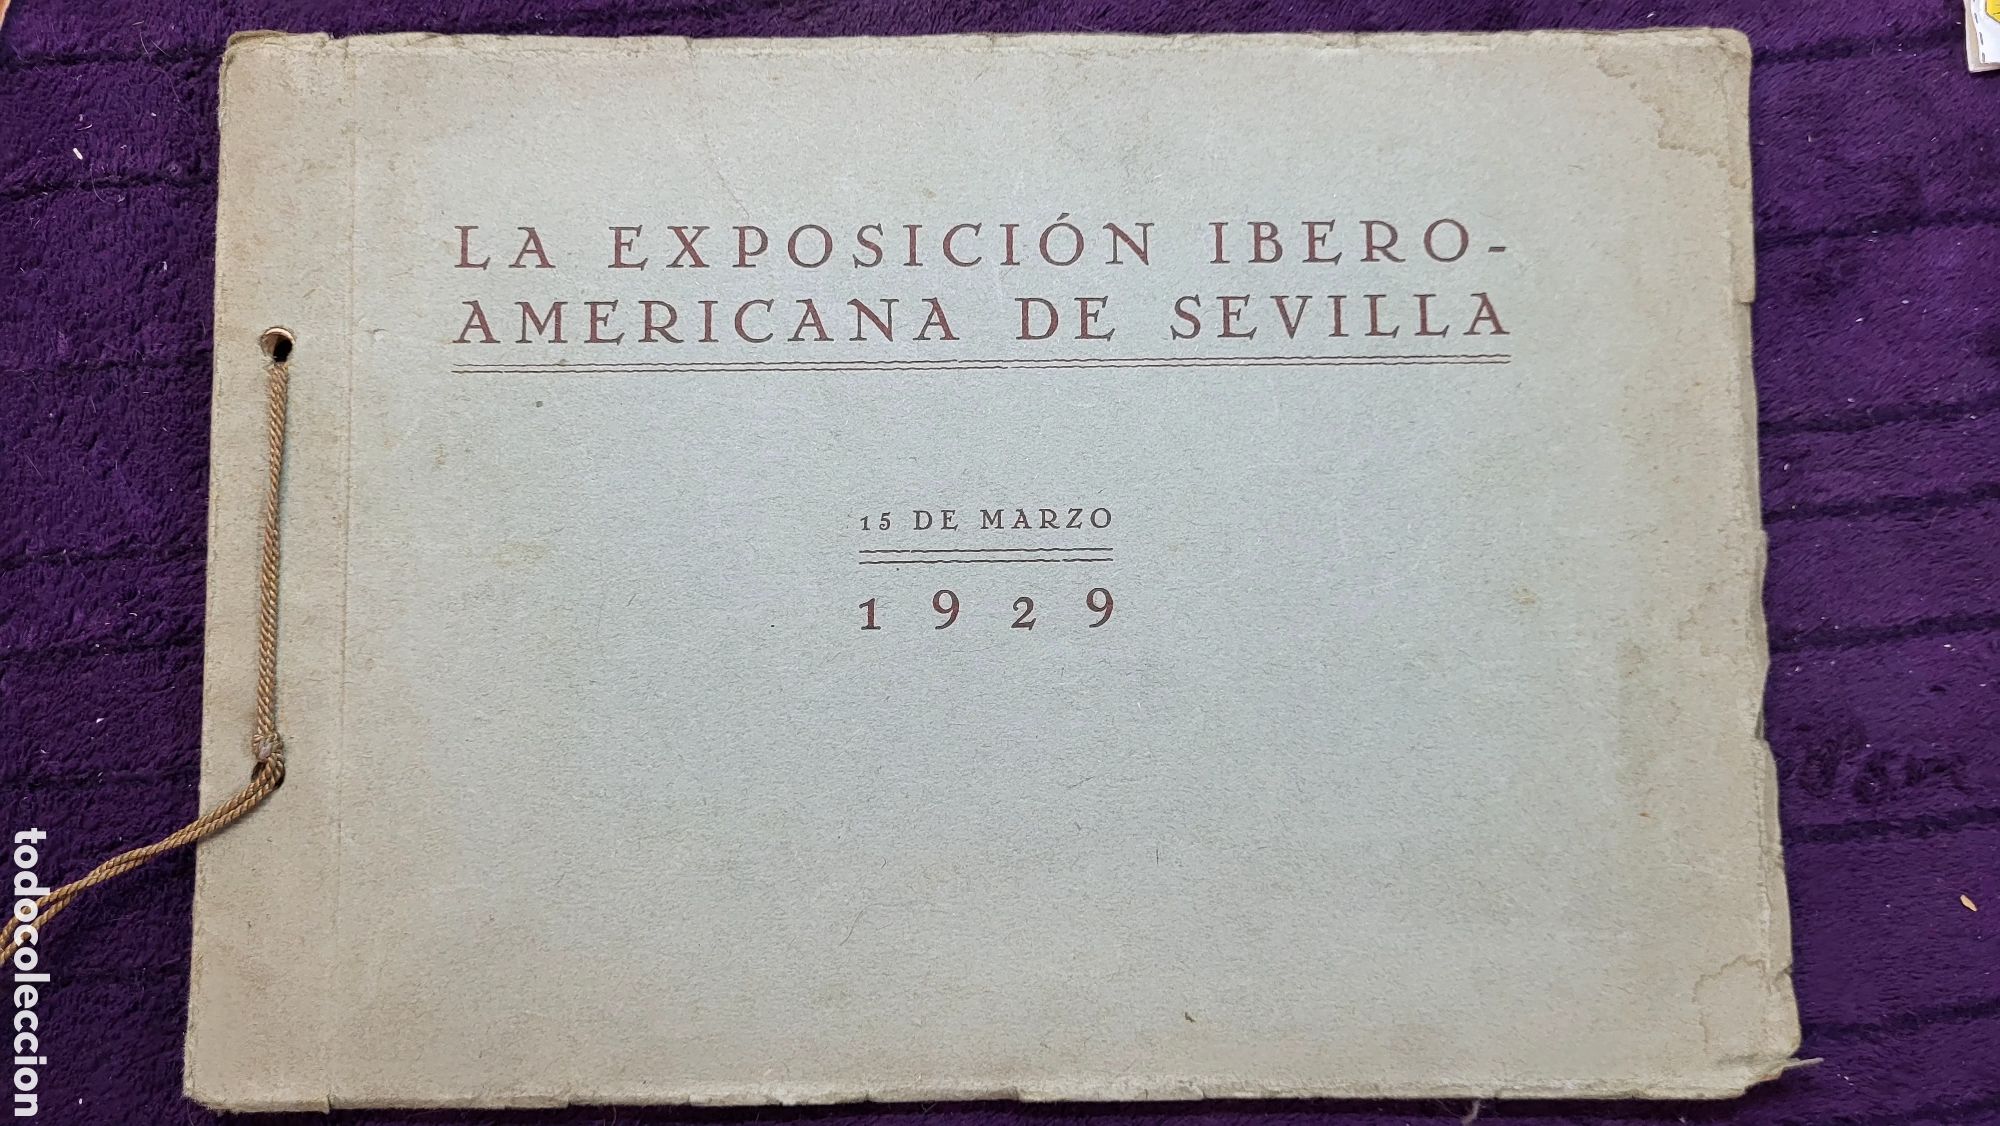 LA EXPOSICIÓN IBERO-
AMERICANA DE SEVILLA
15 DE MARZO
1929
todocoleccion